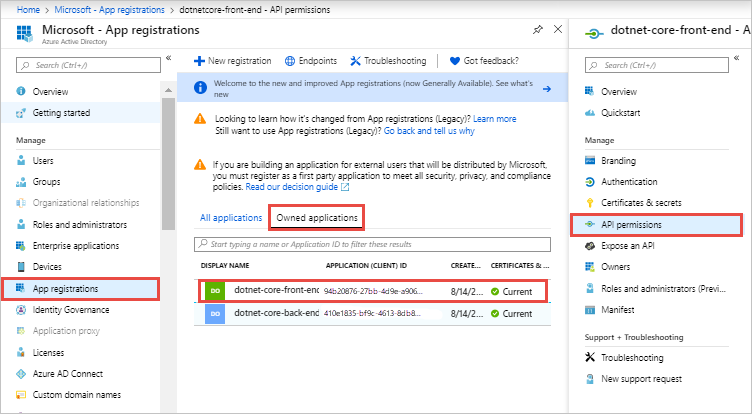 Home > Microsoft - App registrations > dotnetcore-front-end - API permissions
Microsoft - App registrations
Azure Active Directory
Search (Ctrl+/)
Overview
Getting started
Manage
Users
Groups
Organizational relationships
Roles and administrators
Enterprise applications
Devices
App registrations
Identity Governance
Application proxy
Licenses
Azure AD Connect
Custom domain names
New registration
Endpoints
Troubleshooting
Got feedback?
Welcome to the new and improved App registrations (now Generally Available). See what's
new
Looking to learn how it's changed from App registrations (Legacy)? Learn more
Still want to use App registrations (Legacy)? Go back and tell us why
If you are building an application for external users that will be distributed by Microsoft,
you must register as a first party application to meet all security, privacy, and compliance
policies. Read our decision guide
All applications
Owned applications
Start typing a name or Application ID to filter these results
DISPLAY NAME APPLICATION (CLIENT) ID CREATE... CERTIFICATES & ...
DO dotnet-core-front-end 94b20876-27bb-4d9e-a906... 8/14/2... Current
DO dotnet-core-back-end 410e1835-bf9c-4613-8db8... 8/14/2... Current
dotnet-core-front-end - A
Search (Ctrl+/)
Overview
Quickstart
Manage
Branding
Authentication
Certificates & secrets
API permissions
Expose an API
Owners
Roles and administrators (Previ...
Manifest
Support + Troubleshooting
Troubleshooting
New support request